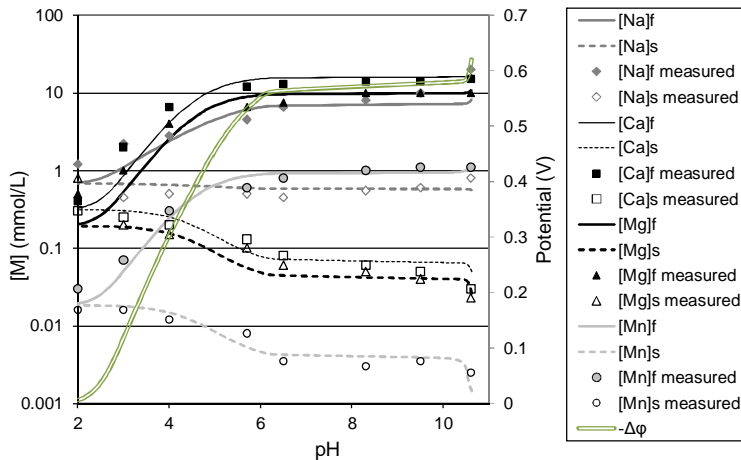 [M] (mmol/L)
100
10
1
0.1
0.01
0.001
2
4
6
8
10
pH
0.7
0.6
0.5
0.4
0.3
0.2
0.1
0
Potential (V)
[Na]f
[Na]s
[Na]f measured
[Na]s measured
[Ca]f
[Ca]s
[Ca]f measured
[Ca]s measured
[Mg]f
[Mg]s
[Mg]f measured
[Mg]s measured
[Mn]f
[Mn]s
[Mn]f measured
[Mn]s measured
-Δφ